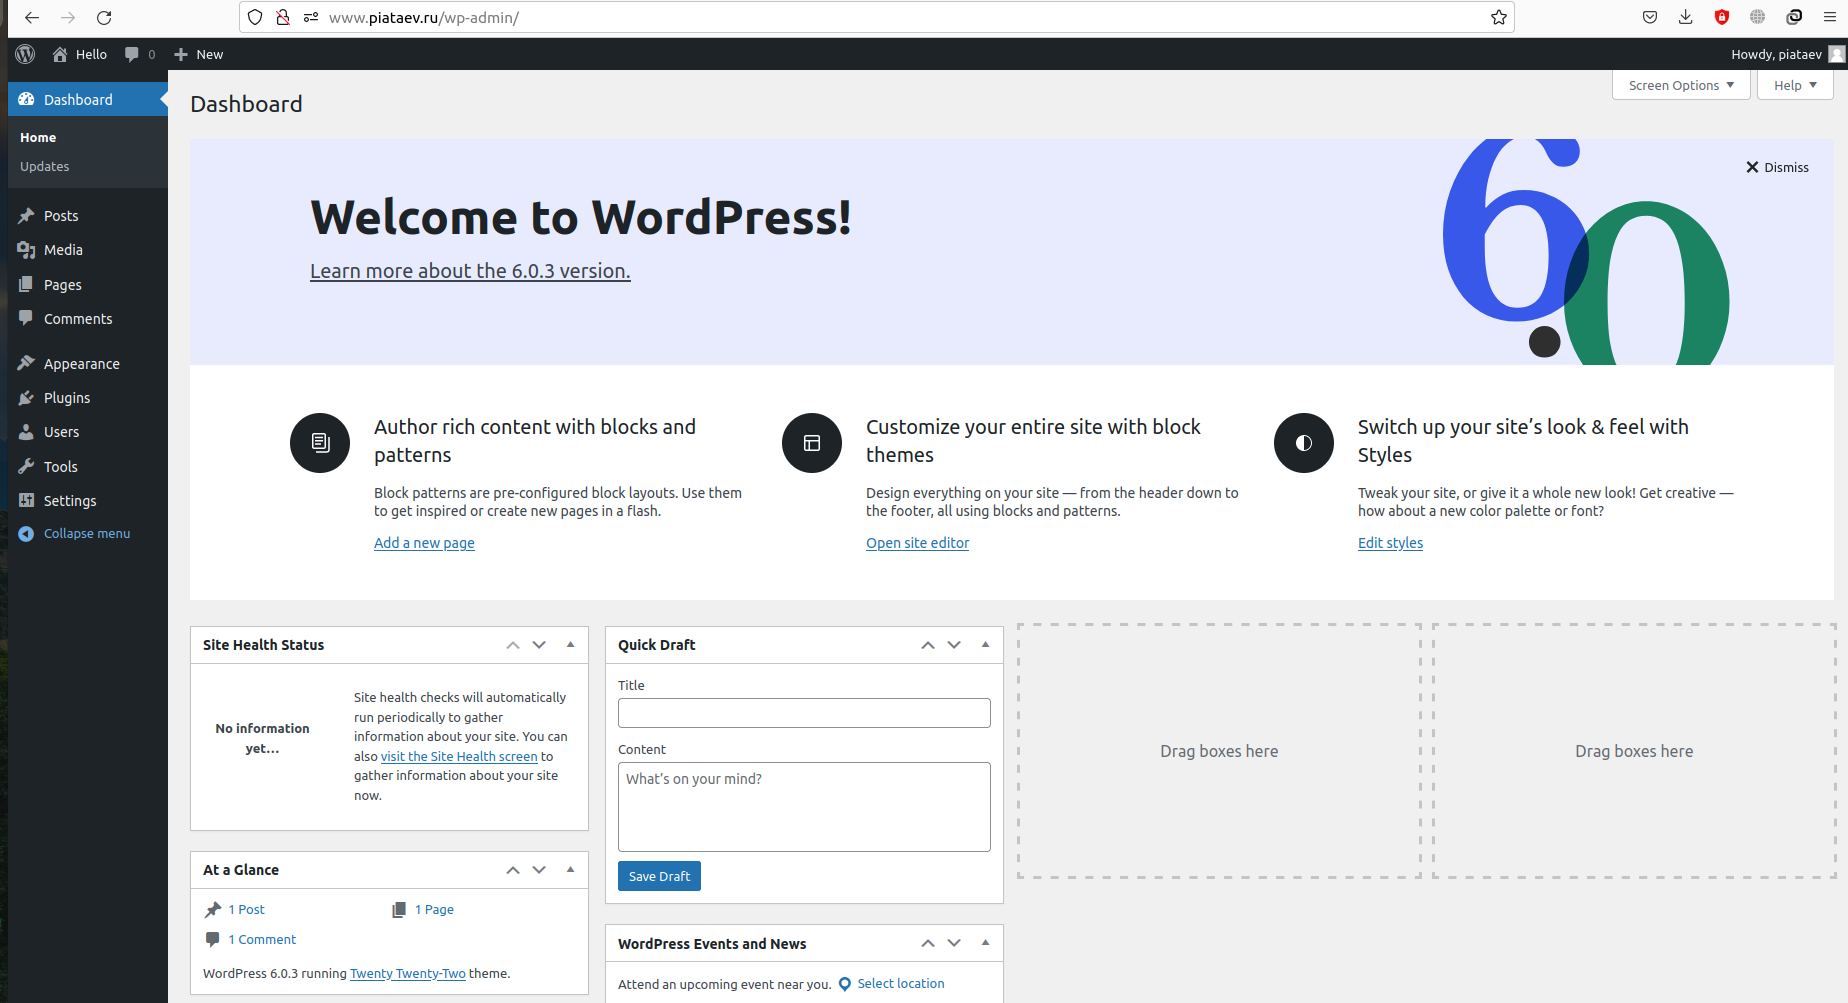 www.piataev.ru/wp-admin/
Hello 0 New
Howdy, piataev
Dashboard
Home
Updates
Posts
Media
Pages
Comments
Appearance
Plugins
Users
Tools
Settings
Collapse menu
Dashboard
Screen Options
Help
Dismiss
Welcome to WordPress!
Learn more about the 6.0.3 version.
6.0
Author rich content with blocks and
patterns
Block patterns are pre-configured block layouts. Use them
to get inspired or create new pages in a flash.
Add a new page
Customize your entire site with block
themes
Design everything on your site — from the header down to
the footer, all using blocks and patterns.
Open site editor
Switch up your site’s look & feel with
Styles
Tweak your site, or give it a whole new look! Get creative —
how about a new color palette or font?
Edit styles
Site Health Status
No information
yet…
Site health checks will automatically
run periodically to gather
information about your site. You can
also visit the Site Health screen to
gather information about your site
now.
At a Glance
1 Post
1 Page
1 Comment
WordPress 6.0.3 running Twenty Twenty-Two theme.
Quick Draft
Title
Content
What’s on your mind?
Save Draft
WordPress Events and News
Attend an upcoming event near you. Select location
Drag boxes here
Drag boxes here